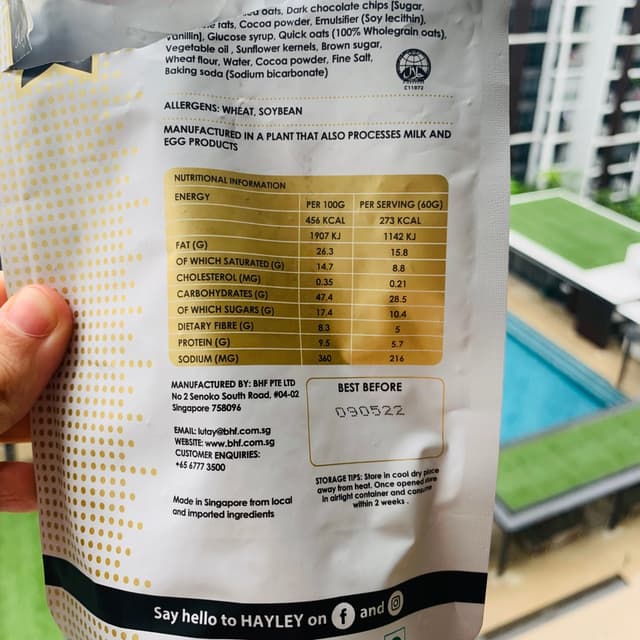 oats, Dark chocolate chips [Sugar,
fats, Cocoa powder, Emulsifier (Soy lecithin),
Vanillin], Glucose syrup, Quick oats (100% Wholegrain oats),
Vegetable oil , Sunflower kernels, Brown sugar,
Wheat flour, Water, Cocoa powder, Fine Salt,
Baking soda (Sodium bicarbonate)
C11072
ALLERGENS: WHEAT, SOYBEAN
MANUFACTURED IN A PLANT THAT ALSO PROCESSES MILK AND
EGG PRODUCTS
NUTRITIONAL INFORMATION
ENERGY PER 100G PER SERVING (60G)
456 KCAL 273 KCAL
1907 KJ 1142 KJ
FAT (G) 26.3 15.8
OF WHICH SATURATED (G) 14.7 8.8
CHOLESTEROL (MG) 0.35 0.21
CARBOHYDRATES (G) 47.4 28.5
OF WHICH SUGARS (G) 17.4 10.4
DIETARY FIBRE (G) 8.3 5
PROTEIN (G) 9.5 5.7
SODIUM (MG) 360 216
MANUFACTURED BY: BHF PTE LTD
No 2 Senoko South Road, #04-02
Singapore 758096
EMAIL: lutay@bhf.com.sg
WEBSITE: www.bhf.com.sg
CUSTOMER ENQUIRIES:
+65 6777 3500
BEST BEFORE
090522
STORAGE TIPS: Store in cool dry place
away from heat. Once opened store
in airtight container and consume
within 2 weeks .
Made in Singapore from local
and imported ingredients
Say hello to HAYLEY on f and